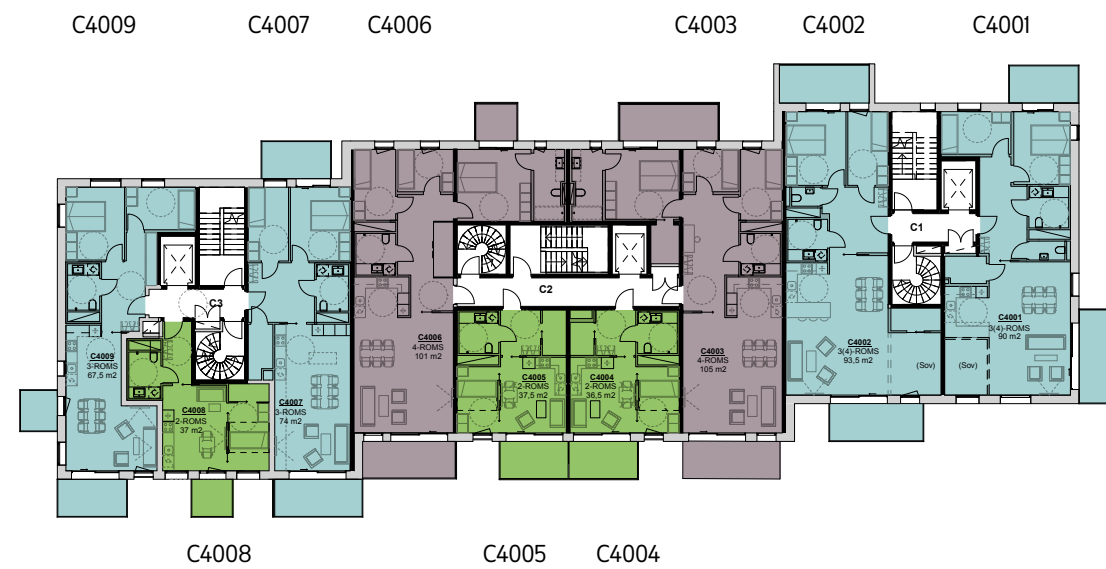 C4009
C4007
C4006
C4003
C4002
C4001
C1
C2
C3
C4009
3-ROMS
67,5 m2
C4008
2-ROMS
37 m2
C4007
3-ROMS
74 m2
C4006
4-ROMS
101 m2
C4005
2-ROMS
37,5 m2
C4004
2-ROMS
36,5 m2
C4003
4-ROMS
105 m2
C4002
3(4)-ROMS
93,5 m2
(Sov)
C4001
3(4)-ROMS
90 m2
(Sov)
C4008
C4005
C4004